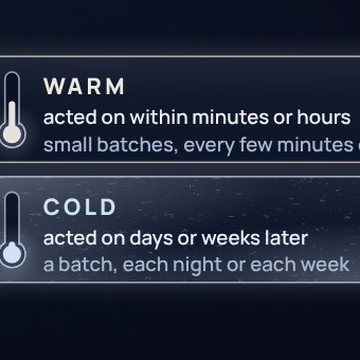 WARM
acted on within minutes or hours
small batches, every few minutes
COLD
acted on days or weeks later
a batch, each night or each week